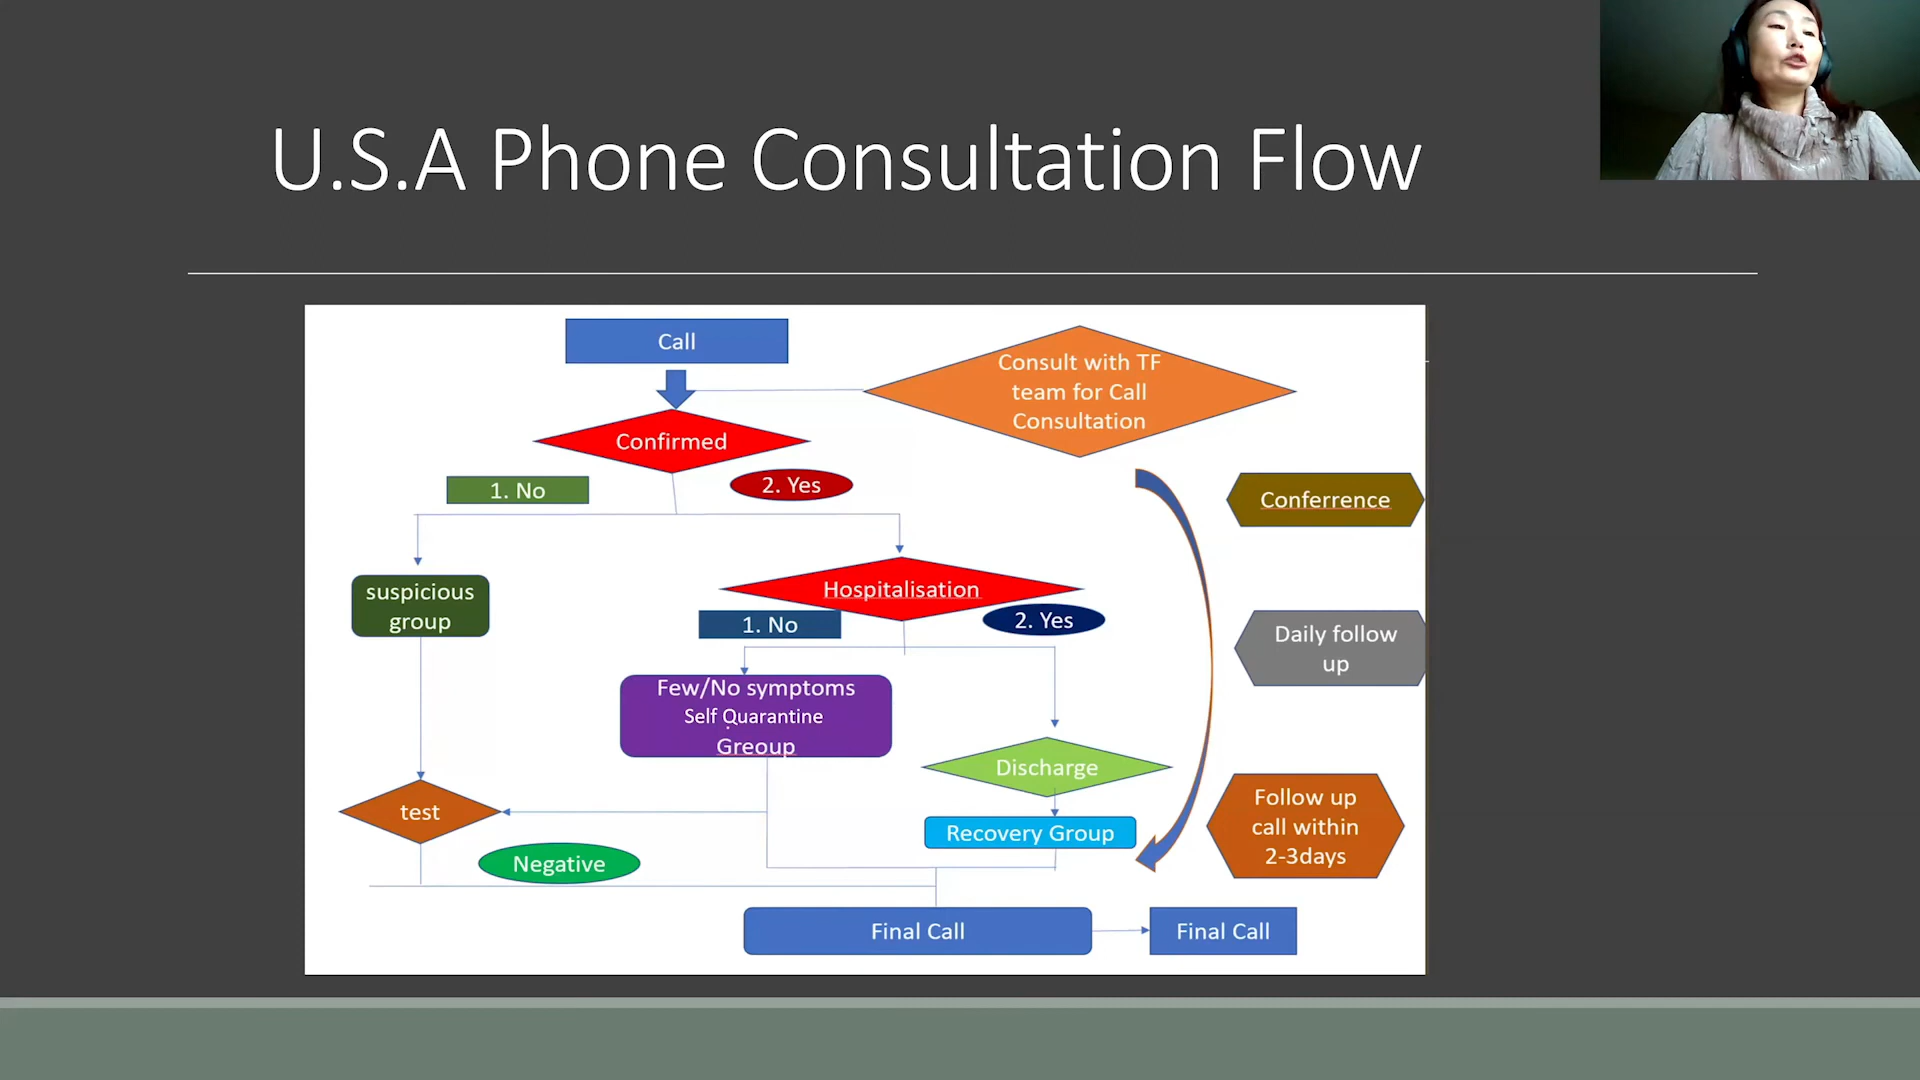 U.S.A Phone Consultation Flow
Call
Consult with TF
team for Call
Consultation
Confirmed
1. No
2. Yes
Conferrence
suspicious
group
Hospitalisation
1. No
2. Yes
Daily follow
up
Few/No symptoms
Self Quarantine
Greoup
Discharge
test
Recovery Group
Follow up
call within
2-3days
Negative
Final Call
Final Call